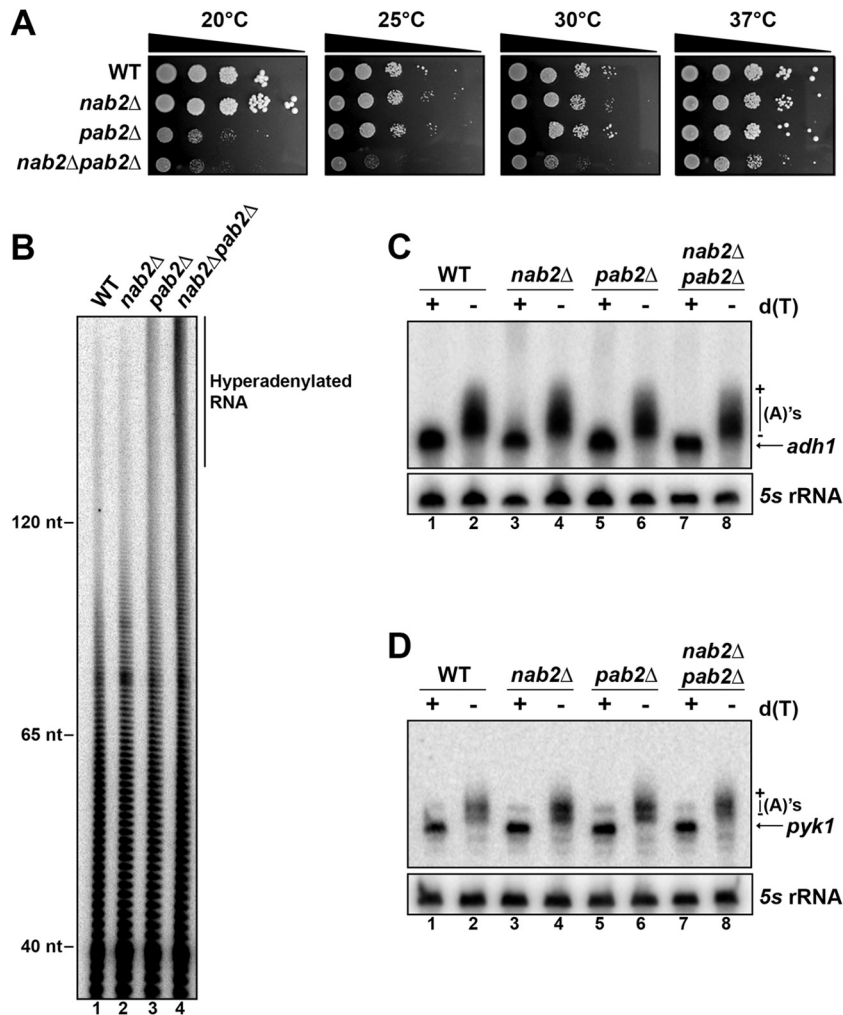 A
20°C 25°C 30°C 37°C
WT
nab2Δ
pab2Δ
nab2Δpab2Δ
B
WT nab2Δ pab2Δ nab2Δpab2Δ
Hyperadenylated
RNA
120 nt
65 nt
40 nt
1 2 3 4
C
nab2Δ
WT nab2Δ pab2Δ pab2Δ
+ - + - + - + - d(T)
+
(A)'s
-
adh1
5s rRNA
1 2 3 4 5 6 7 8
D
nab2Δ
WT nab2Δ pab2Δ pab2Δ
+ - + - + - + - d(T)
+
(A)'s
-
pyk1
5s rRNA
1 2 3 4 5 6 7 8